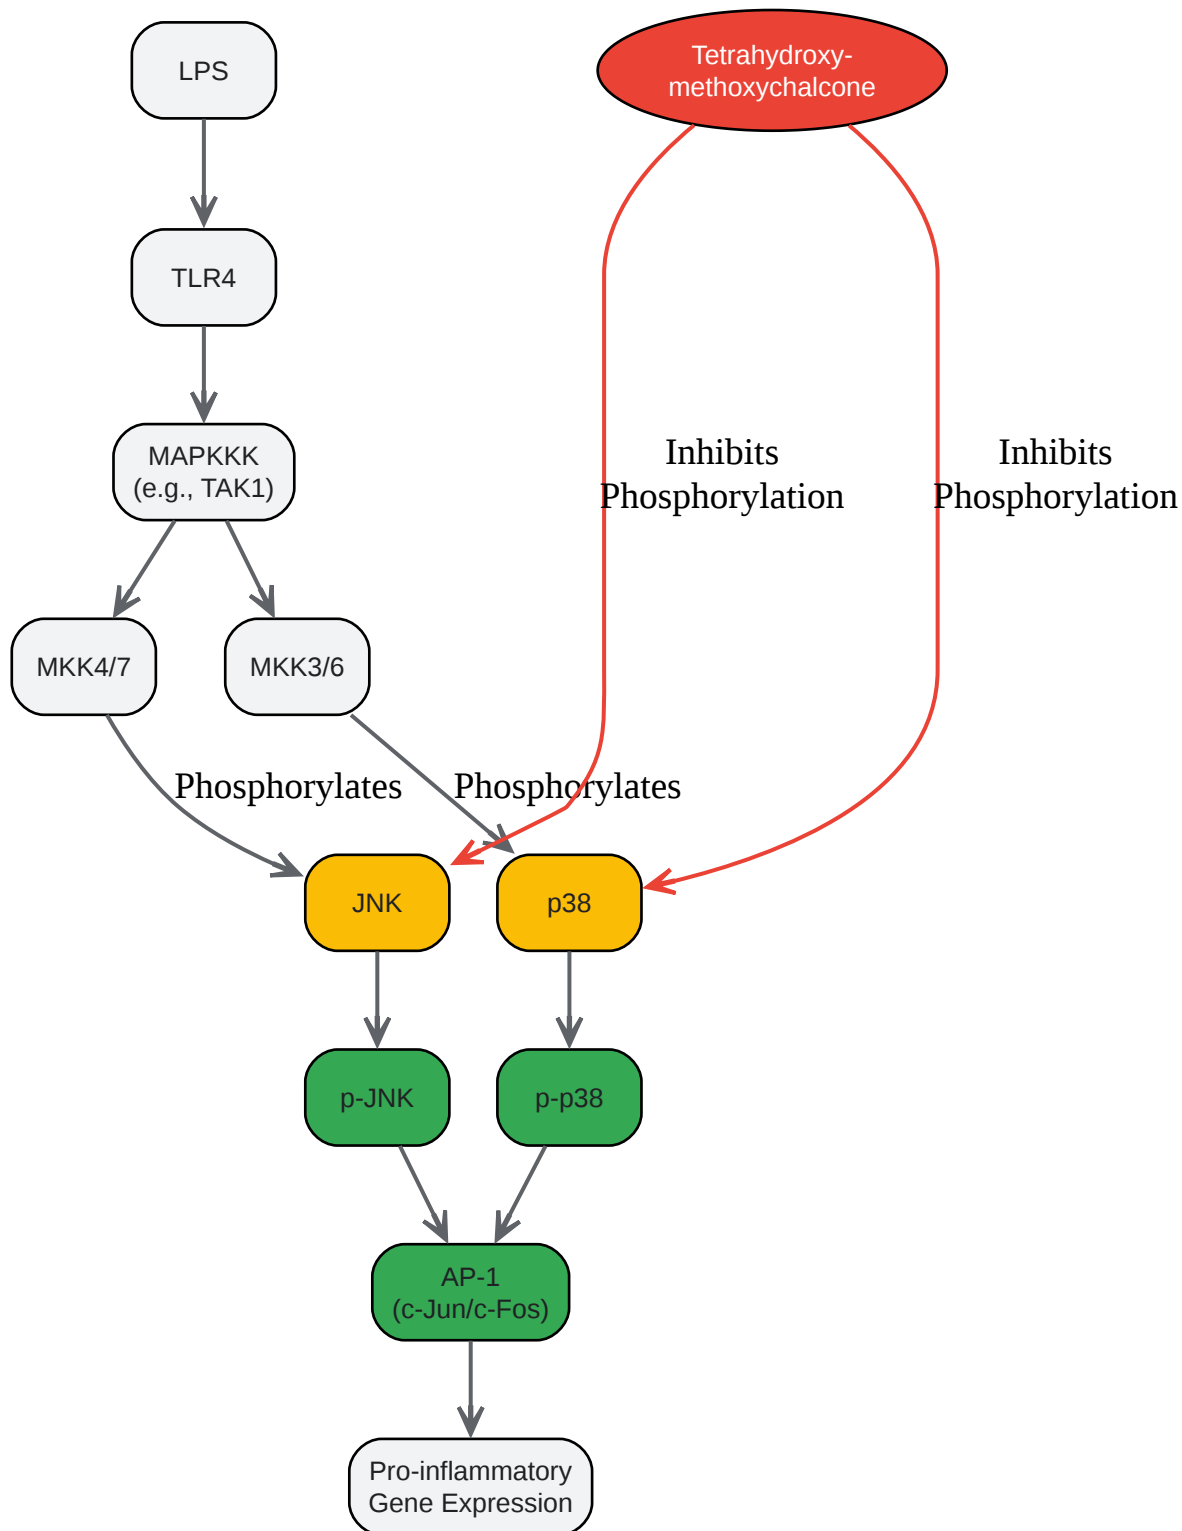 LPS
Tetrahydroxy-
methoxychalcone
TLR4
MAPKKK
(e.g., TAK1)
Inhibits
Phosphorylation
Inhibits
Phosphorylation
MKK4/7
MKK3/6
Phosphorylates
Phosphorylates
JNK
p38
p-JNK
p-p38
AP-1
(c-Jun/c-Fos)
Pro-inflammatory
Gene Expression